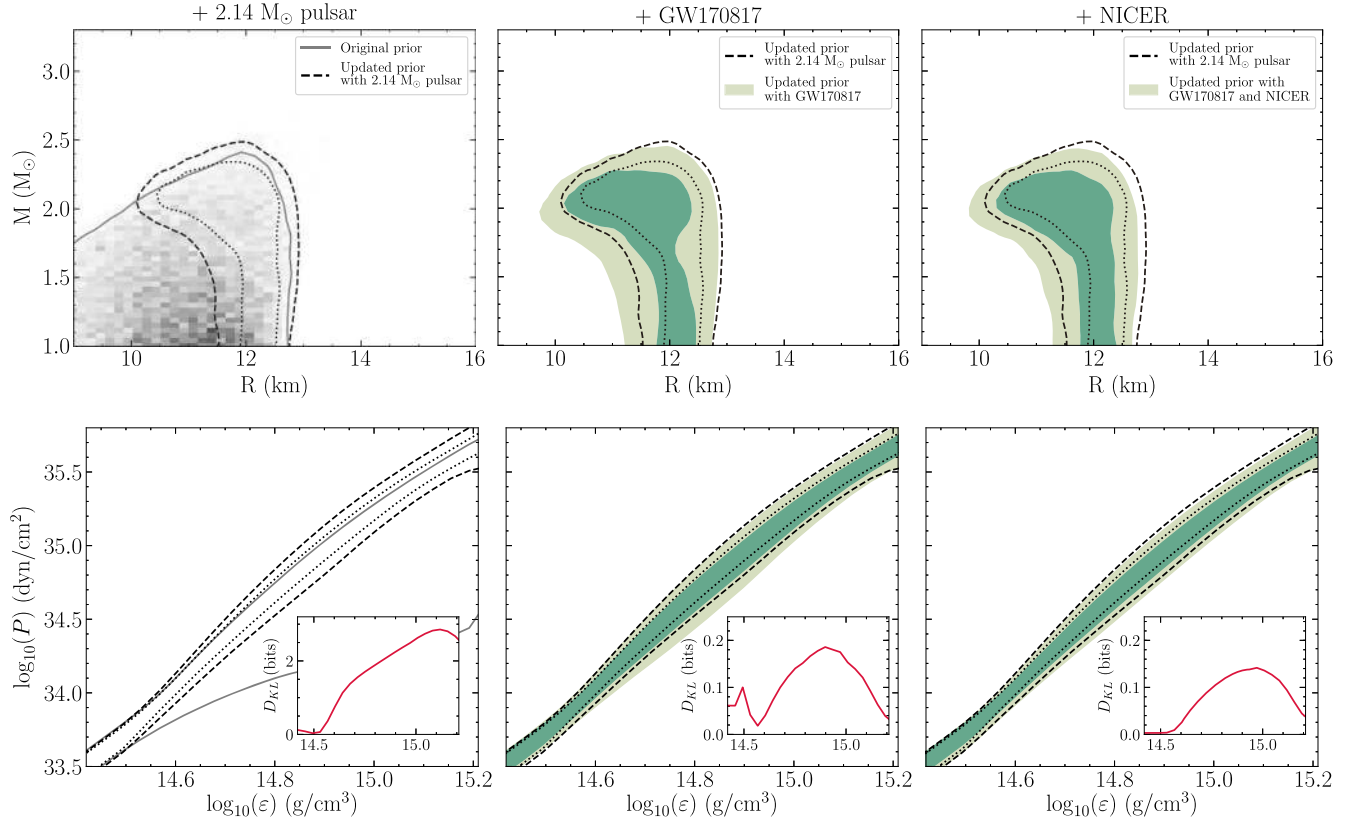 + 2.14 M⊙ pulsar
+ GW170817
+ NICER
Original prior
Updated prior
with 2.14 M⊙ pulsar
Updated prior
with 2.14 M⊙ pulsar
Updated prior
with GW170817
Updated prior
with 2.14 M⊙ pulsar
Updated prior with
GW170817 and NICER
M (M⊙)
3.0
2.5
2.0
1.5
1.0
10 12 14 16
10 12 14 16
10 12 14 16
R (km)
R (km)
R (km)
log₁₀(P) (dyn/cm²)
35.5
35.0
34.5
34.0
33.5
D_KL (bits)
2
0
14.5 15.0
D_KL (bits)
0.2
0.1
0.0
14.5 15.0
D_KL (bits)
0.2
0.1
0.0
14.5 15.0
14.6 14.8 15.0 15.2
14.6 14.8 15.0 15.2
14.6 14.8 15.0 15.2
log₁₀(ε) (g/cm³)
log₁₀(ε) (g/cm³)
log₁₀(ε) (g/cm³)